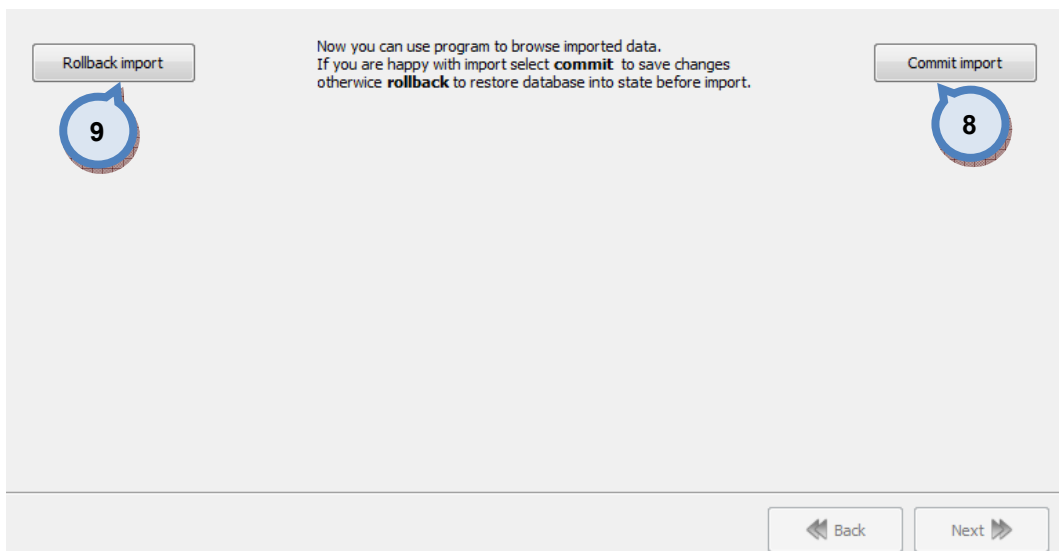 Rollback import
Now you can use program to browse imported data.
If you are happy with import select commit to save changes
otherwice rollback to restore database into state before import.
Commit import
9
8
Back
Next